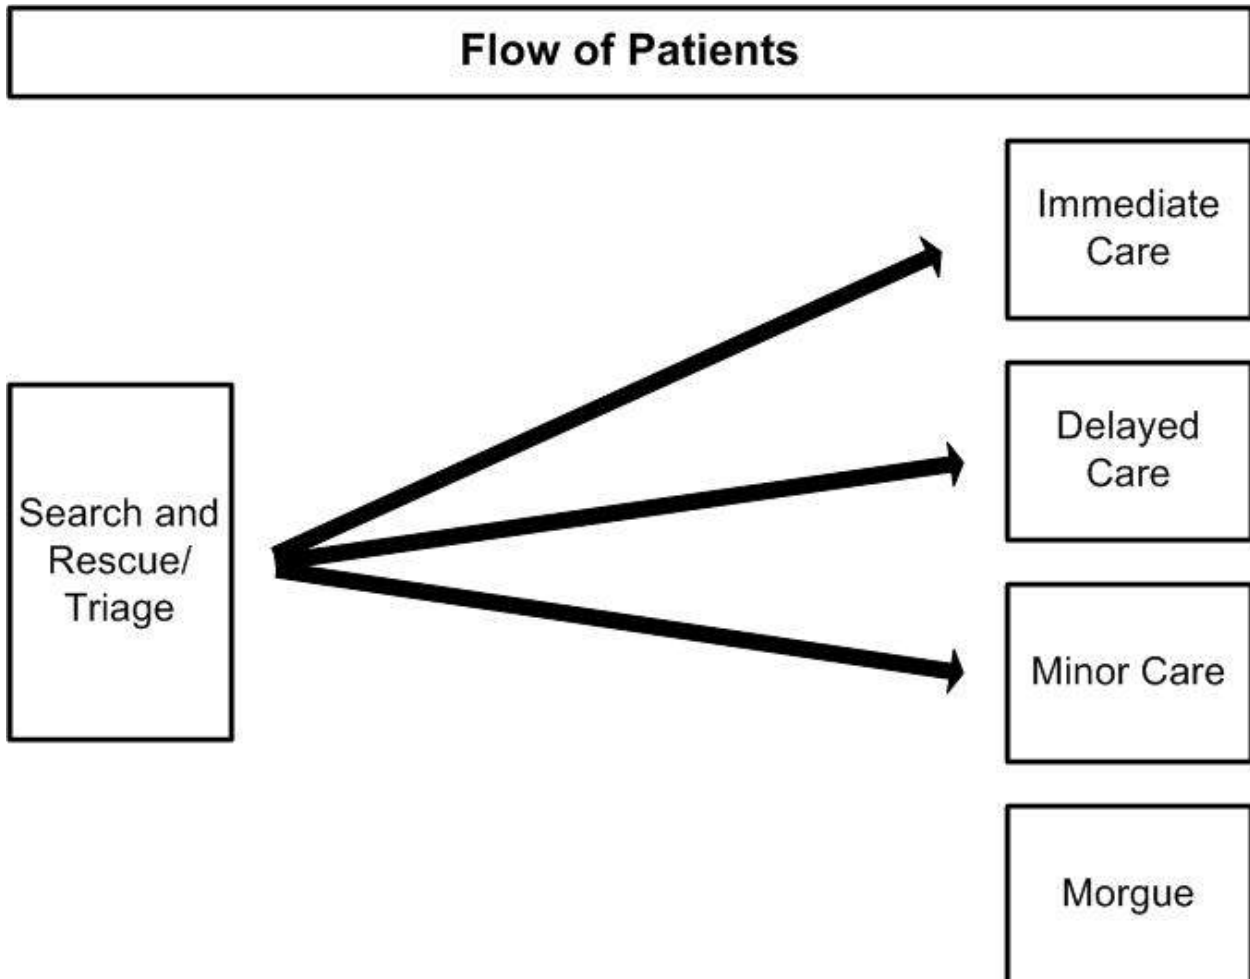 Flow of Patients
Immediate
Care
Delayed
Care
Search and
Rescue/
Triage
Minor Care
Morgue